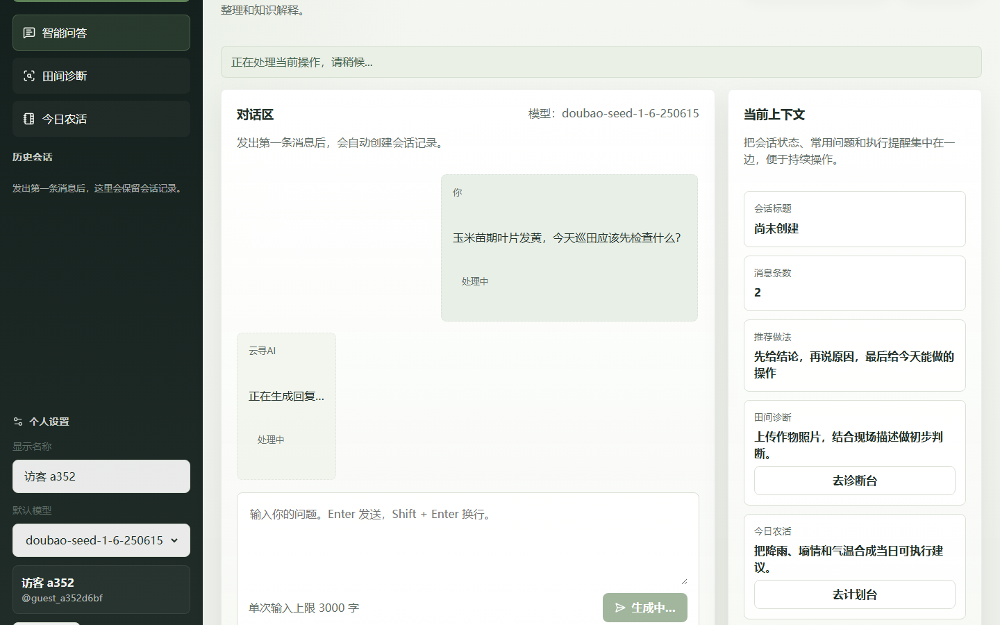 智能问答
田间诊断
今日农活
历史会话
发出第一条消息后，这里会保留会话记录。
个人设置
显示名称
访客 a352
默认模型
doubao-seed-1-6-250615
访客 a352
@guest_a352d6bf
整理和知识解释。
正在处理当前操作，请稍候...
对话区
模型：doubao-seed-1-6-250615
发出第一条消息后，会自动创建会话记录。
你
玉米苗期叶片发黄，今天巡田应该先检查什么？
处理中
云寻AI
正在生成回复...
处理中
输入你的问题。Enter 发送，Shift + Enter 换行。
单次输入上限 3000 字
生成中...
当前上下文
把会话状态、常用问题和执行提醒集中在一
边，便于持续操作。
会话标题
尚未创建
消息条数
2
推荐做法
先给结论，再说原因，最后给今天能做的
操作
田间诊断
上传作物照片，结合现场描述做初步判
断。
去诊断台
今日农活
把降雨、墒情和气温合成当日可执行建
议。
去计划台